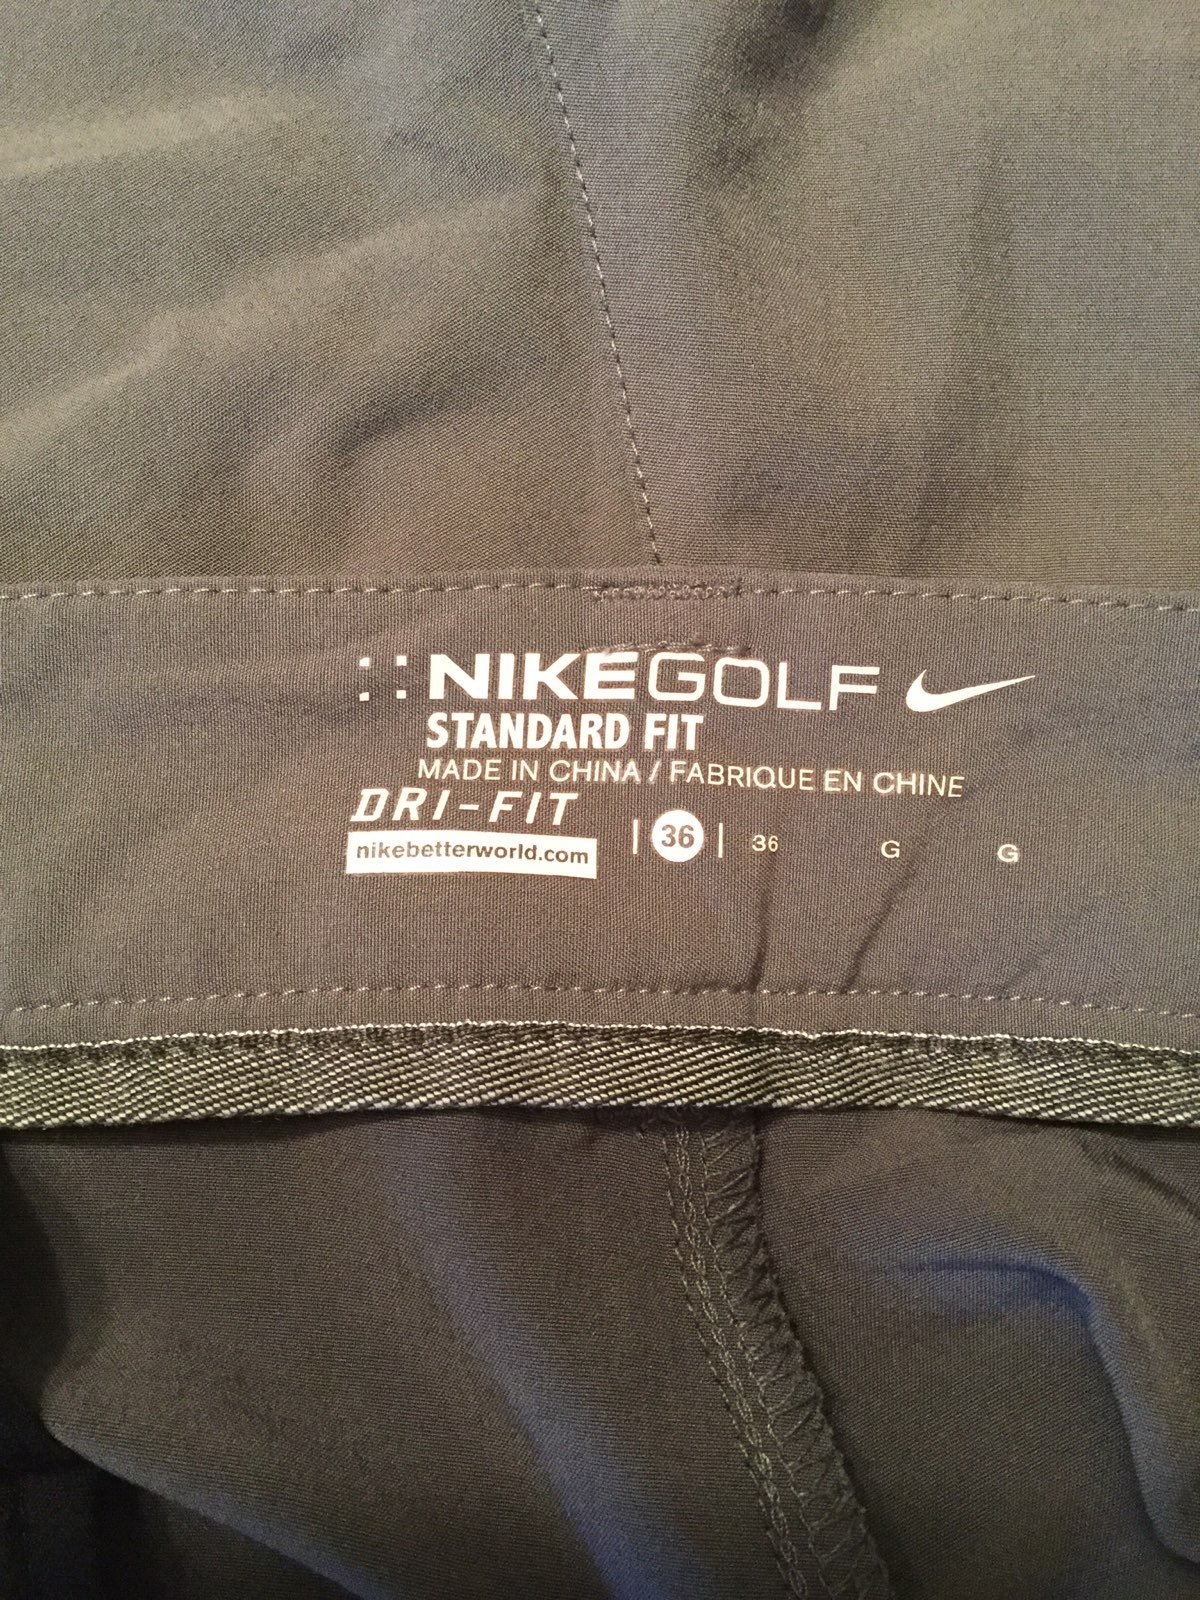 NIKEGOLF
STANDARD FIT
MADE IN CHINA / FABRIQUE EN CHINE
DRI-FIT
nikebetterworld.com | 36 | 36 G G